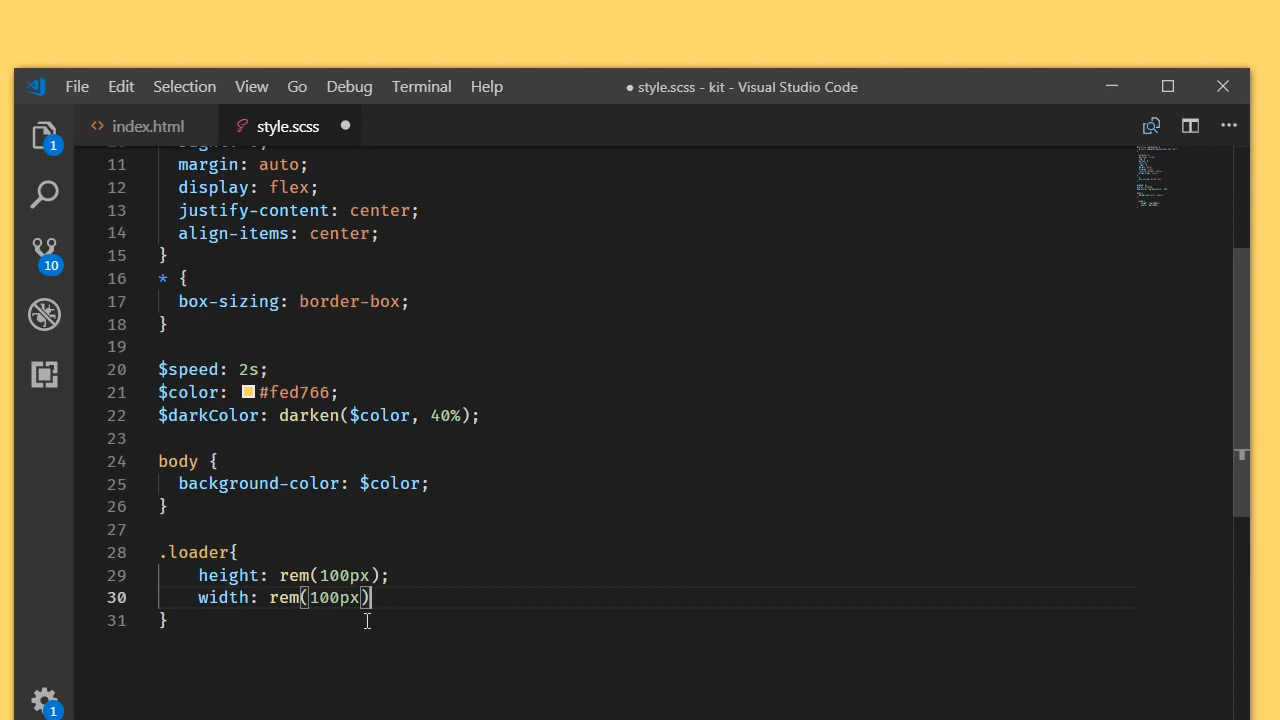 File Edit Selection View Go Debug Terminal Help
● style.scss - kit - Visual Studio Code
index.html
style.scss ●
1
10
1
11 margin: auto;
12 display: flex;
13 justify-content: center;
14 align-items: center;
15 }
16 * {
17 box-sizing: border-box;
18 }
19
20 $speed: 2s;
21 $color: #fed766;
22 $darkColor: darken($color, 40%);
23
24 body {
25 background-color: $color;
26 }
27
28 .loader{
29 height: rem(100px);
30 width: rem(100px)
31 }